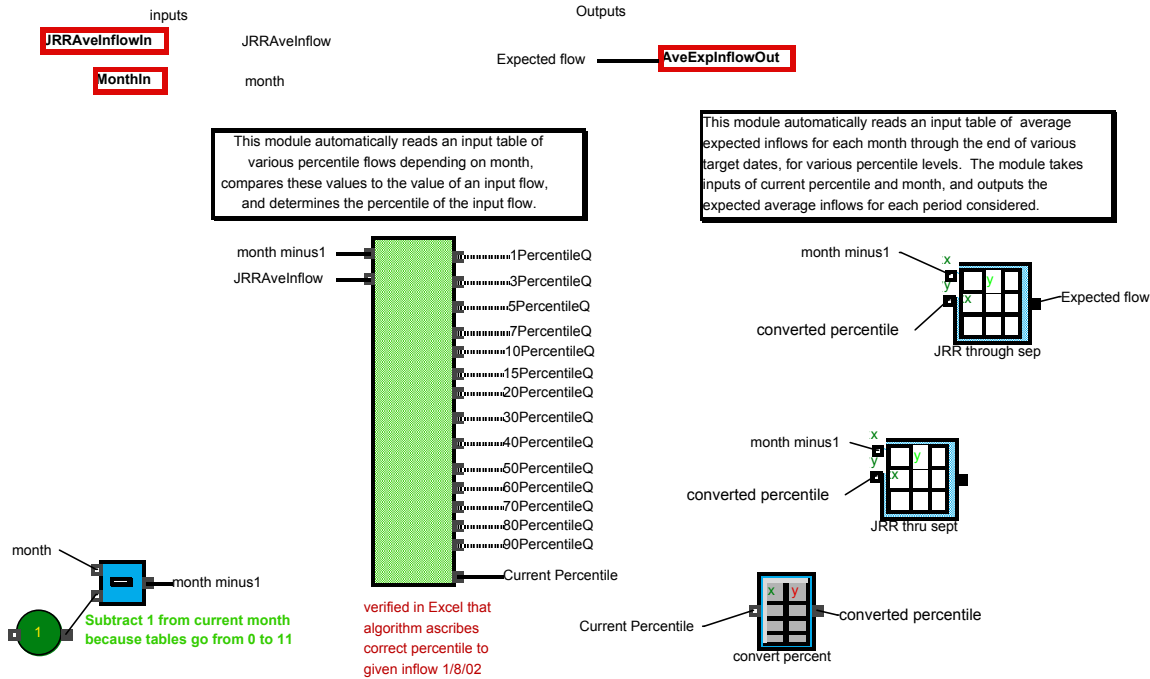 inputs
Outputs
JRRAveInflowIn
JRRAveInflow
Expected flow
AveExpInflowOut
MonthIn
month
This module automatically reads an input table of
various percentile flows depending on month,
compares these values to the value of an input flow,
and determines the percentile of the input flow.
This module automatically reads an input table of average
expected inflows for each month through the end of various
target dates, for various percentile levels. The module takes
inputs of current percentile and month, and outputs the
expected average inflows for each period considered.
month minus1
JRRAveInflow
1PercentileQ
3PercentileQ
5PercentileQ
7PercentileQ
10PercentileQ
15PercentileQ
20PercentileQ
30PercentileQ
40PercentileQ
50PercentileQ
60PercentileQ
70PercentileQ
80PercentileQ
90PercentileQ
Current Percentile
month minus1
x
y
y
x
converted percentile
Expected flow
JRR through sep
month minus1
x
y
y
x
converted percentile
JRR thru sept
month
month minus1
1
Subtract 1 from current month
because tables go from 0 to 11
verified in Excel that
algorithm ascribes
correct percentile to
given inflow 1/8/02
Current Percentile
x y
converted percentile
convert percent